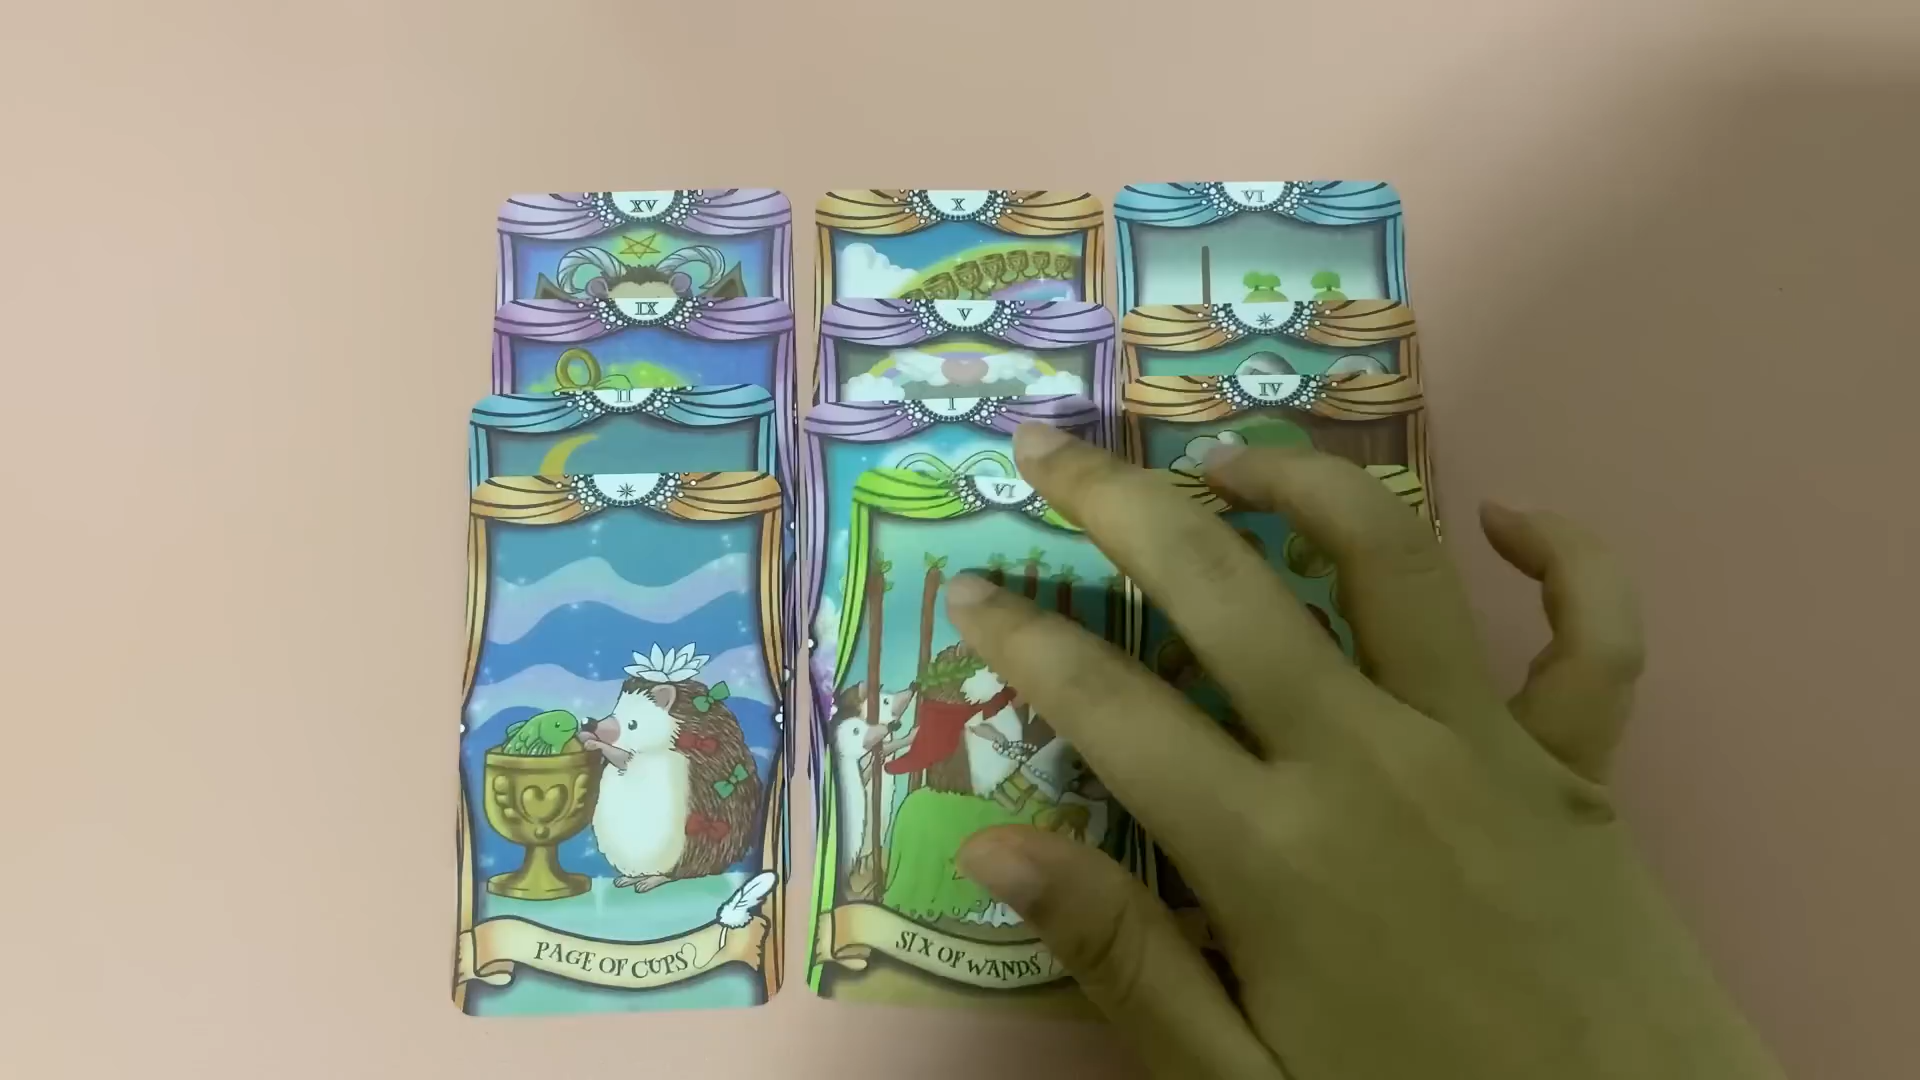 XV
X
VI
IX
V
II
I
IV
VI
PAGE OF CUPS
SIX OF WANDS